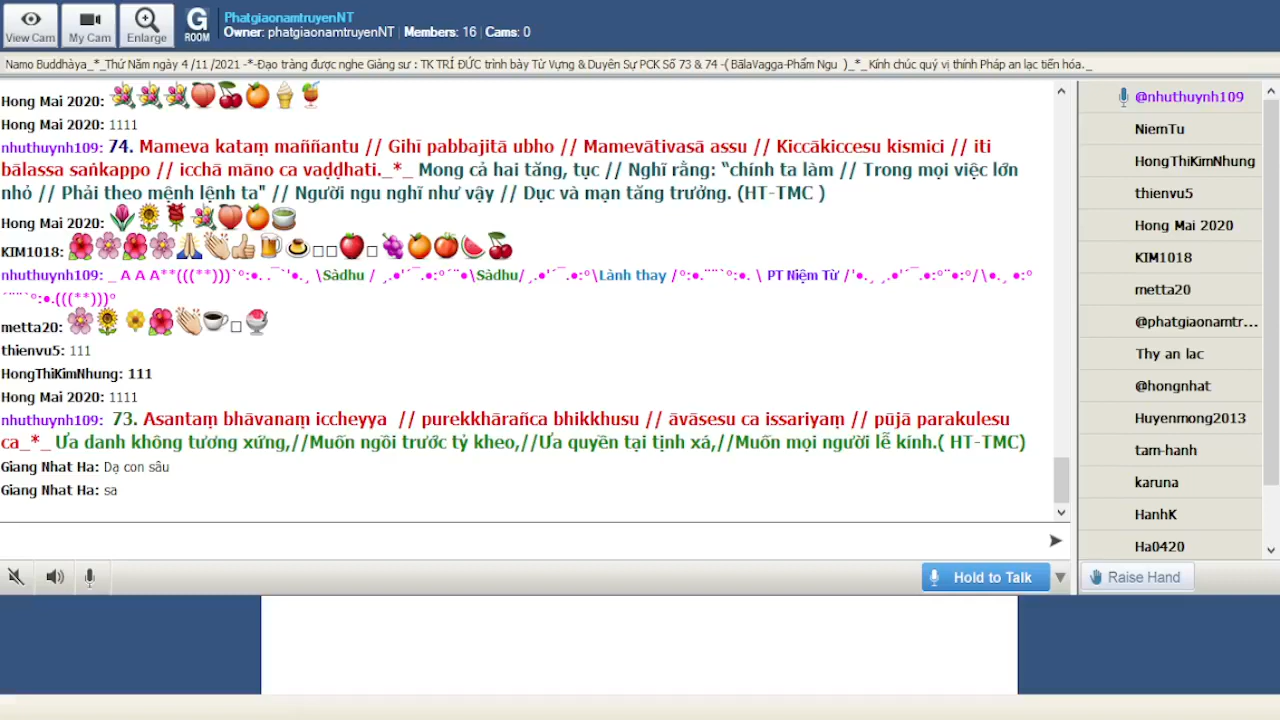 View Cam
My Cam
Enlarge
G
ROOM
PhatgiaonamtruyenNT
Owner: phatgiaonamtruyenNT | Members: 16 | Cams: 0
Namo Buddhàya_*_Thứ Năm ngày 4 /11 /2021 -*-Đạo tràng được nghe Giảng sư : TK TRÍ ĐỨC trình bày Từ Vựng & Duyên Sự PCK Số 73 & 74 -( BālaVagga-Phẩm Ngu )_*_ Kính chúc quý vị thính Pháp an lạc tiến hóa._
Hong Mai 2020:
Hong Mai 2020: 1111
nhuthuynh109: 74. Mameva kataṃ maññantu // Gihī pabbajitā ubho // Mamevātivasā assu // Kiccākiccesu kismici // iti
bālassa saṅkappo // icchā māno ca vaḍḍhati._*_ Mong cả hai tăng, tục // Nghĩ rằng: “chính ta làm // Trong mọi việc lớn
nhỏ // Phải theo mệnh lệnh ta" // Người ngu nghĩ như vậy // Dục và mạn tăng trưởng. (HT-TMC )
Hong Mai 2020:
KIM1018:
nhuthuynh109: _ A A A**(((**)))`°:•. .¯`'•.¸ \Sādhu / ¸.•'´¯.•:°´¨•\Sādhu/¸.•'´¯.•:°\Lành thay /°:•.¨¨`°:•. \ PT Niệm Từ /'•.¸ ¸.•'´¯.•:°¨•:°/\•.¸ •:°
´¨¨`°:•.(((**)))°
metta20:
thienvu5: 111
HongThiKimNhung: 111
Hong Mai 2020: 1111
nhuthuynh109: 73. Asantaṃ bhāvanaṃ iccheyya // purekkhārañca bhikkhusu // āvāsesu ca issariyaṃ // pūjā parakulesu
ca_*_ Ưa danh không tương xứng,//Muốn ngồi trước tỷ kheo,//Ưa quyền tại tịnh xá,//Muốn mọi người lễ kính.( HT-TMC)
Giang Nhat Ha: Dạ con sâu
Giang Nhat Ha: sa
@nhuthuynh109
NiemTu
HongThiKimNhung
thienvu5
Hong Mai 2020
KIM1018
metta20
@phatgiaonamtr...
Thy an lac
@hongnhat
Huyenmong2013
tam-hanh
karuna
HanhK
Ha0420
Hold to Talk
Raise Hand